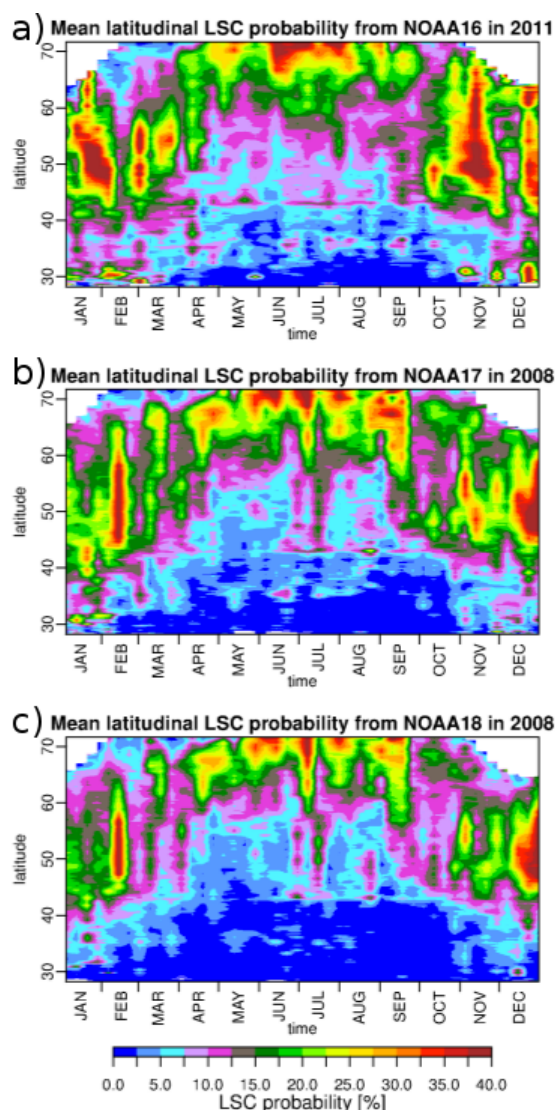 a) Mean latitudinal LSC probability from NOAA16 in 2011
70
60
50
40
30
latitude
JAN FEB MAR APR MAY JUN JUL AUG SEP OCT NOV DEC
time
b) Mean latitudinal LSC probability from NOAA17 in 2008
70
60
50
40
30
latitude
JAN FEB MAR APR MAY JUN JUL AUG SEP OCT NOV DEC
time
c) Mean latitudinal LSC probability from NOAA18 in 2008
70
60
50
40
30
latitude
JAN FEB MAR APR MAY JUN JUL AUG SEP OCT NOV DEC
time
0.0 5.0 10.0 15.0 20.0 25.0 30.0 35.0 40.0
LSC probability [%]